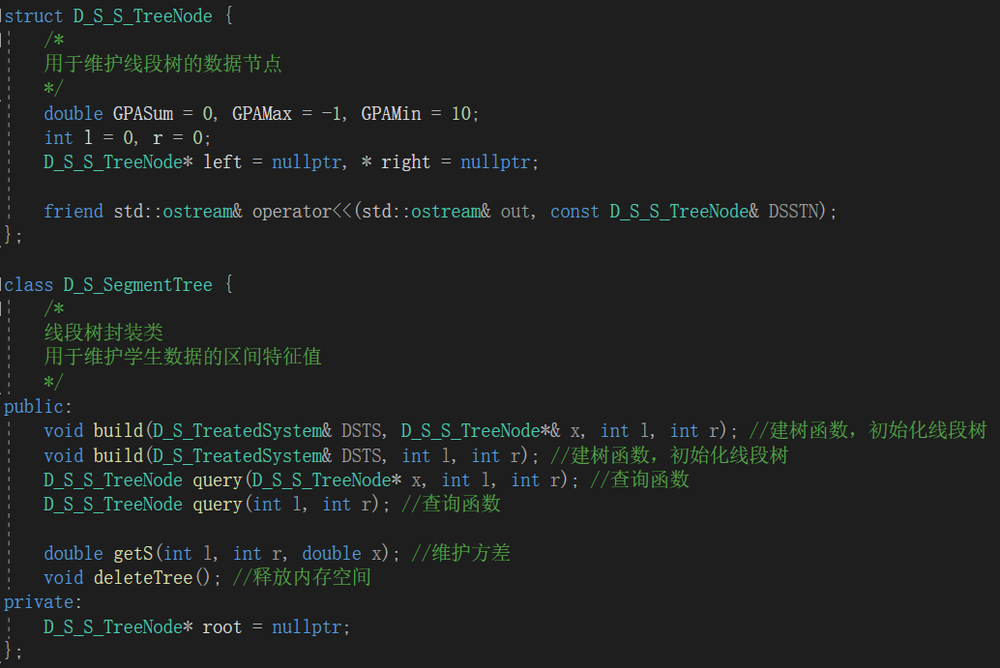 struct D_S_S_TreeNode {
/*
用于维护线段树的数据节点
*/
double GPASum = 0, GPAMax = -1, GPAMin = 10;
int l = 0, r = 0;
D_S_S_TreeNode* left = nullptr, * right = nullptr;
friend std::ostream& operator<<(std::ostream& out, const D_S_S_TreeNode& DSSTN);
};
class D_S_SegmentTree {
/*
线段树封装类
用于维护学生数据的区间特征值
*/
public:
void build(D_S_TreatedSystem& DSTS, D_S_S_TreeNode*& x, int l, int r); //建树函数，初始化线段树
void build(D_S_TreatedSystem& DSTS, int l, int r); //建树函数，初始化线段树
D_S_S_TreeNode query(D_S_S_TreeNode* x, int l, int r); //查询函数
D_S_S_TreeNode query(int l, int r); //查询函数
double getS(int l, int r, double x); //维护方差
void deleteTree(); //释放内存空间
private:
D_S_S_TreeNode* root = nullptr;
};